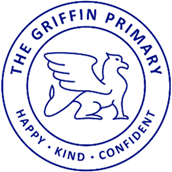 THE GRIFFIN PRIMARY
HAPPY · KIND · CONFIDENT